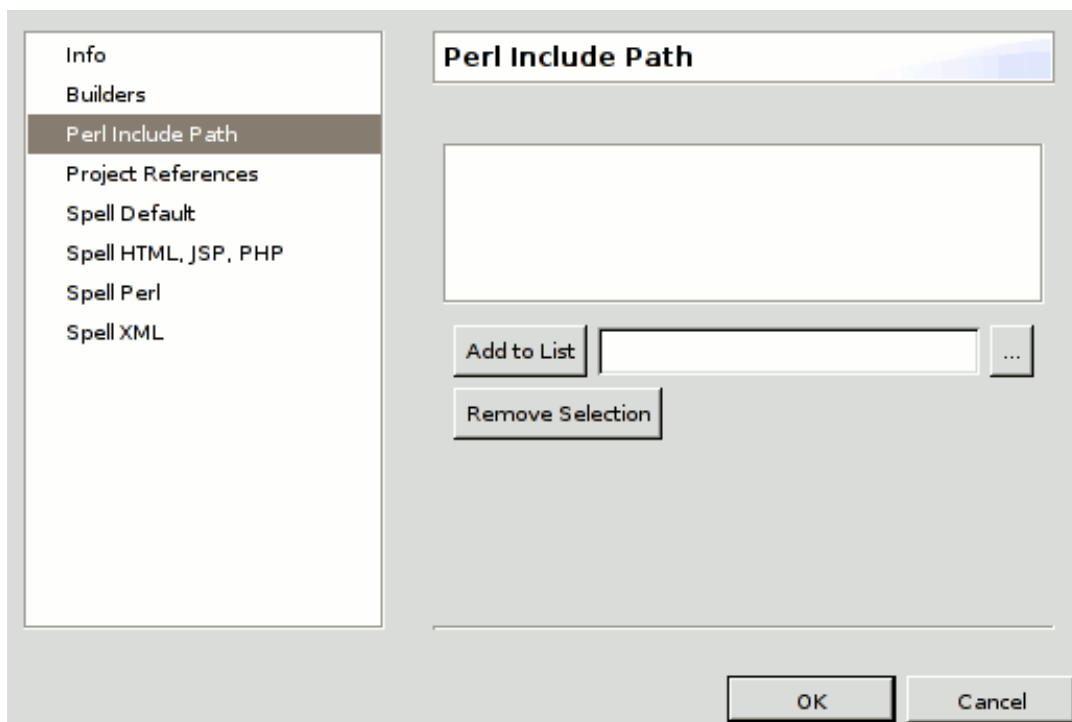 Info
Builders
Perl Include Path
Project References
Spell Default
Spell HTML, JSP, PHP
Spell Perl
Spell XML
Perl Include Path
Add to List
...
Remove Selection
OK
Cancel